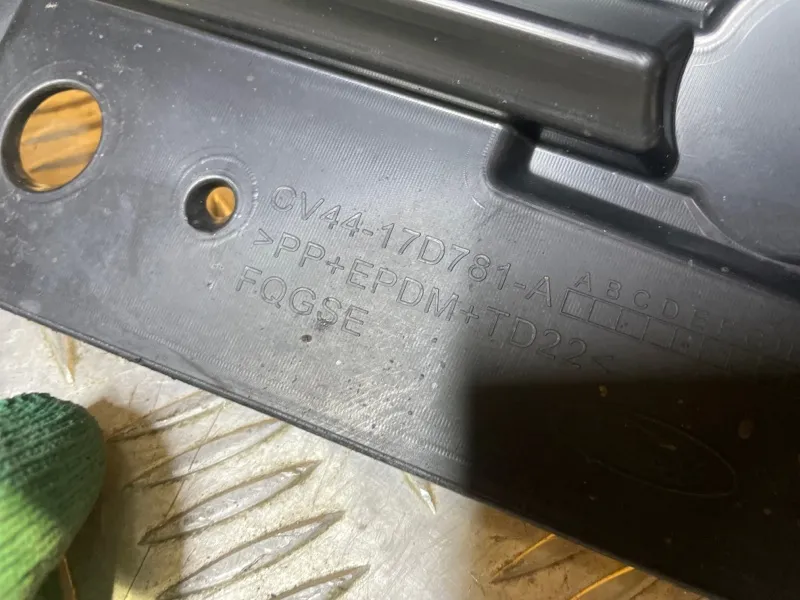 CV44-17D781-A
>PP+EPDM+TD22<
FQGSE
A B C D E F